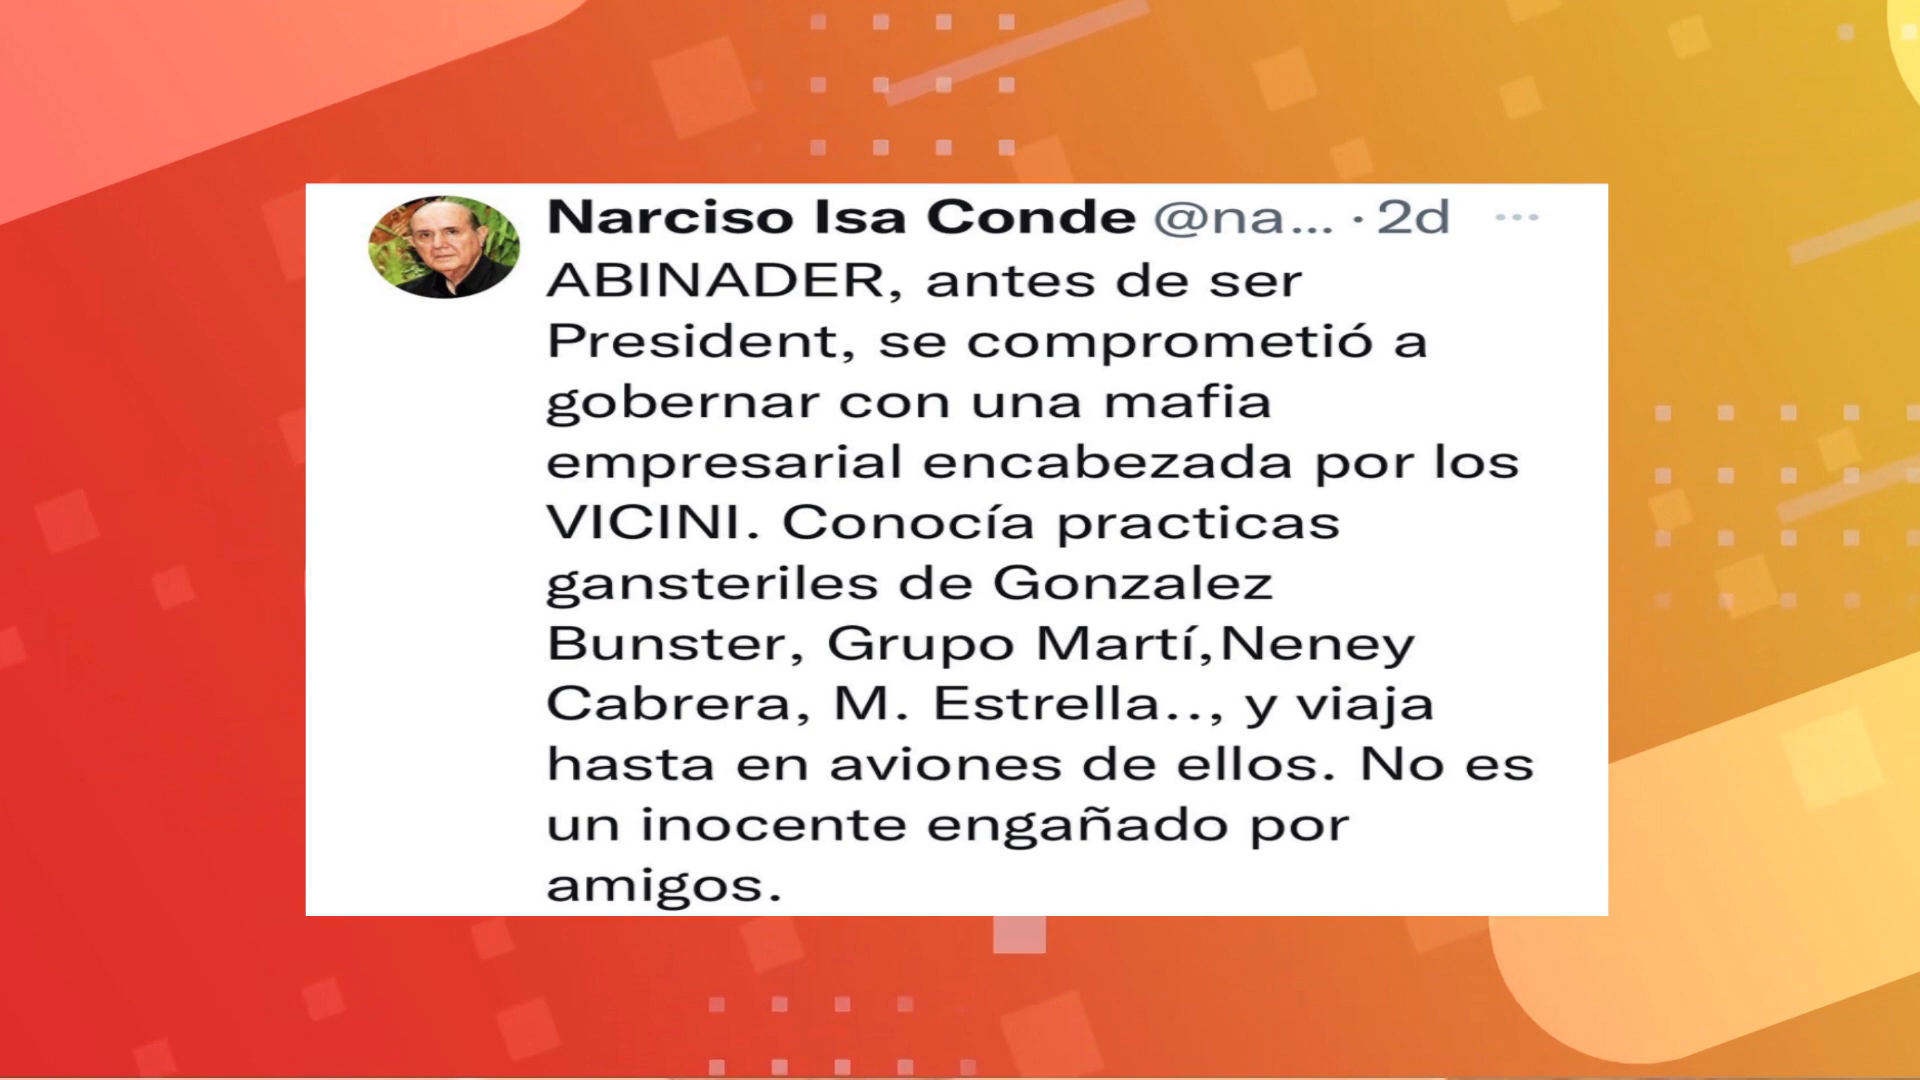 Narciso Isa Conde @na... · 2d ...
ABINADER, antes de ser
President, se comprometió a
gobernar con una mafia
empresarial encabezada por los
VICINI. Conocía practicas
gansteriles de Gonzalez
Bunster, Grupo Martí,Neney
Cabrera, M. Estrella.., y viaja
hasta en aviones de ellos. No es
un inocente engañado por
amigos.